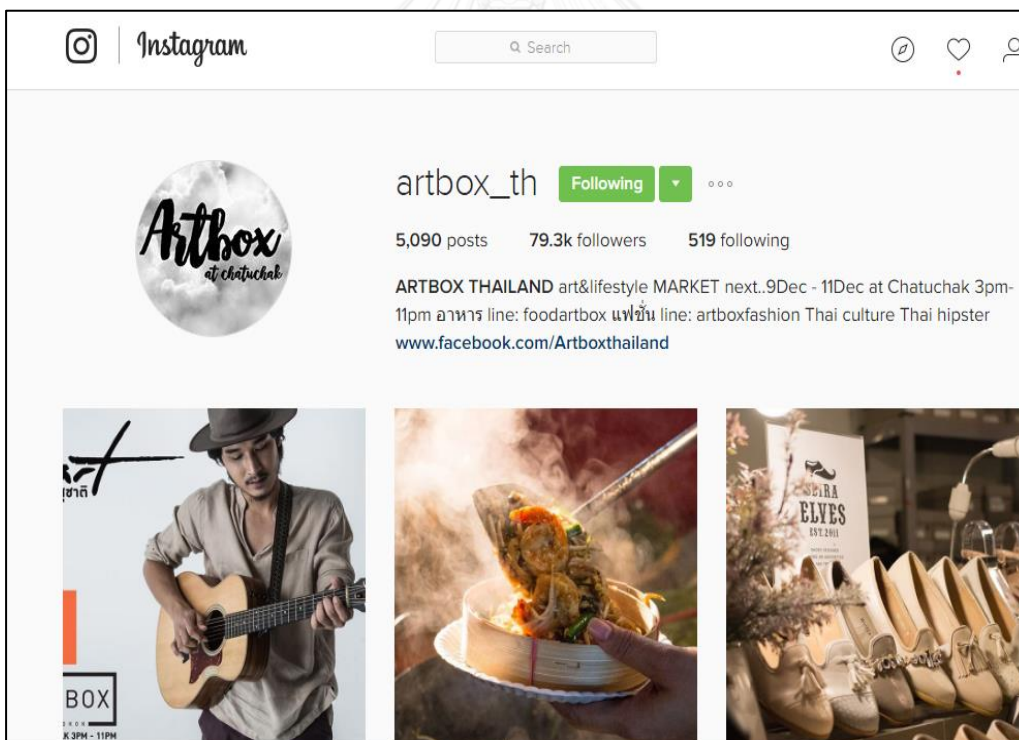 Instagram
Search
Artbox
at chatuchak
artbox_th Following
5,090 posts 79.3k followers 519 following
ARTBOX THAILAND art&lifestyle MARKET next..9Dec - 11Dec at Chatuchak 3pm-
11pm อาหาร line: foodartbox แฟชั่น line: artboxfashion Thai culture Thai hipster
www.facebook.com/Artboxthailand
BOX
K 3PM - 11PM
ELVES
EST.2011